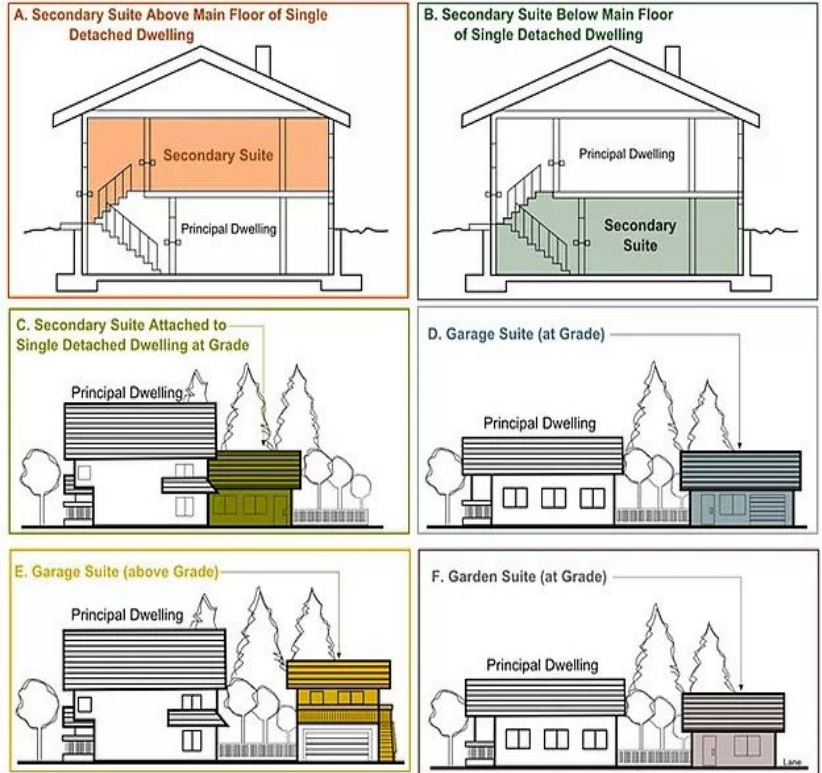 A. Secondary Suite Above Main Floor of Single
Detached Dwelling
Secondary Suite
Principal Dwelling
B. Secondary Suite Below Main Floor
of Single Detached Dwelling
Principal Dwelling
Secondary
Suite
C. Secondary Suite Attached to
Single Detached Dwelling at Grade
Principal Dwelling
D. Garage Suite (at Grade)
Principal Dwelling
E. Garage Suite (above Grade)
Principal Dwelling
F. Garden Suite (at Grade)
Principal Dwelling
Lane